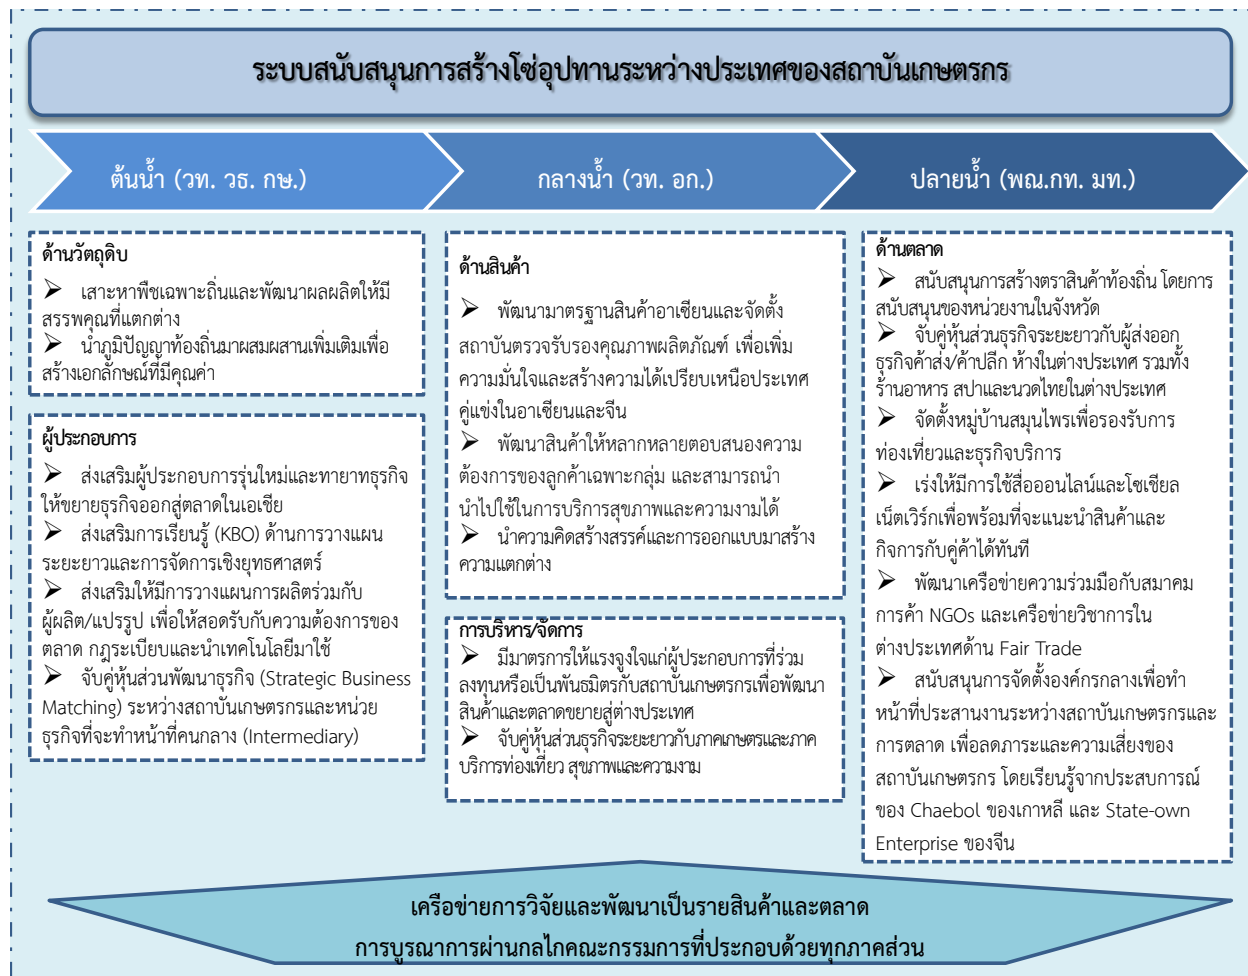 ระบบสนับสนุนการสร้างโซ่อุปทานระหว่างประเทศของสถาบันเกษตรกร
ต้นน้ำ (วท. วธ. กษ.)
กลางน้ำ (วท. อก.)
ปลายน้ำ (พณ.กท. มท.)
ด้านวัตถุดิบ
➢ เสาะหาพืชเฉพาะถิ่นและพัฒนาผลผลิตให้มี
สรรพคุณที่แตกต่าง
➢ นำภูมิปัญญาท้องถิ่นมาผสมผสานเพิ่มเติมเพื่อ
สร้างเอกลักษณ์ที่มีคุณค่า
ผู้ประกอบการ
➢ ส่งเสริมผู้ประกอบการรุ่นใหม่และทายาทธุรกิจ
ให้ขยายธุรกิจออกสู่ตลาดในเอเชีย
➢ ส่งเสริมการเรียนรู้ (KBO) ด้านการวางแผน
ระยะยาวและการจัดการเชิงยุทธศาสตร์
➢ ส่งเสริมให้มีการวางแผนการผลิตร่วมกับ
ผู้ผลิต/แปรรูป เพื่อให้สอดรับกับความต้องการของ
ตลาด กฎระเบียบและนำเทคโนโลยีมาใช้
➢ จับคู่หุ้นส่วนพัฒนาธุรกิจ (Strategic Business
Matching) ระหว่างสถาบันเกษตรกรและหน่วย
ธุรกิจที่จะทำหน้าที่คนกลาง (Intermediary)
ด้านสินค้า
➢ พัฒนามาตรฐานสินค้าอาเซียนและจัดตั้ง
สถาบันตรวจรับรองคุณภาพผลิตภัณฑ์ เพื่อเพิ่ม
ความมั่นใจและสร้างความได้เปรียบเหนือประเทศ
คู่แข่งในอาเซียนและจีน
➢ พัฒนาสินค้าให้หลากหลายตอบสนองความ
ต้องการของลูกค้าเฉพาะกลุ่ม และสามารถนำ
นำไปใช้ในการบริการสุขภาพและความงามได้
➢ นำความคิดสร้างสรรค์และการออกแบบมาสร้าง
ความแตกต่าง
การบริหาร/จัดการ
➢ มีมาตรการให้แรงจูงใจแก่ผู้ประกอบการที่ร่วม
ลงทุนหรือเป็นพันธมิตรกับสถาบันเกษตรกรเพื่อพัฒนา
สินค้าและตลาดขยายสู่ต่างประเทศ
➢ จับคู่หุ้นส่วนธุรกิจระยะยาวกับภาคเกษตรและภาค
บริการท่องเที่ยว สุขภาพและความงาม
ด้านตลาด
➢ สนับสนุนการสร้างตราสินค้าท้องถิ่น โดยการ
สนับสนุนของหน่วยงานในจังหวัด
➢ จับคู่หุ้นส่วนธุรกิจระยะยาวกับผู้ส่งออก
ธุรกิจค้าส่ง/ค้าปลีก ห้างในต่างประเทศ รวมทั้ง
ร้านอาหาร สปาและนวดไทยในต่างประเทศ
➢ จัดตั้งหมู่บ้านสมุนไพรเพื่อรองรับการ
ท่องเที่ยวและธุรกิจบริการ
➢ เร่งให้มีการใช้สื่อออนไลน์และโซเชียล
เน็ตเวิร์กเพื่อพร้อมที่จะแนะนำสินค้าและ
กิจการกับคู่ค้าได้ทันที
➢ พัฒนาเครือข่ายความร่วมมือกับสมาคม
การค้า NGOs และเครือข่ายวิชาการใน
ต่างประเทศด้าน Fair Trade
➢ สนับสนุนการจัดตั้งองค์กรกลางเพื่อทำ
หน้าที่ประสานงานระหว่างสถาบันเกษตรกรและ
การตลาด เพื่อลดภาระและความเสี่ยงของ
สถาบันเกษตรกร โดยเรียนรู้จากประสบการณ์
ของ Chaebol ของเกาหลี และ State-own
Enterprise ของจีน
เครือข่ายการวิจัยและพัฒนาเป็นรายสินค้าและตลาด
การบูรณาการผ่านกลไกคณะกรรมการที่ประกอบด้วยทุกภาคส่วน